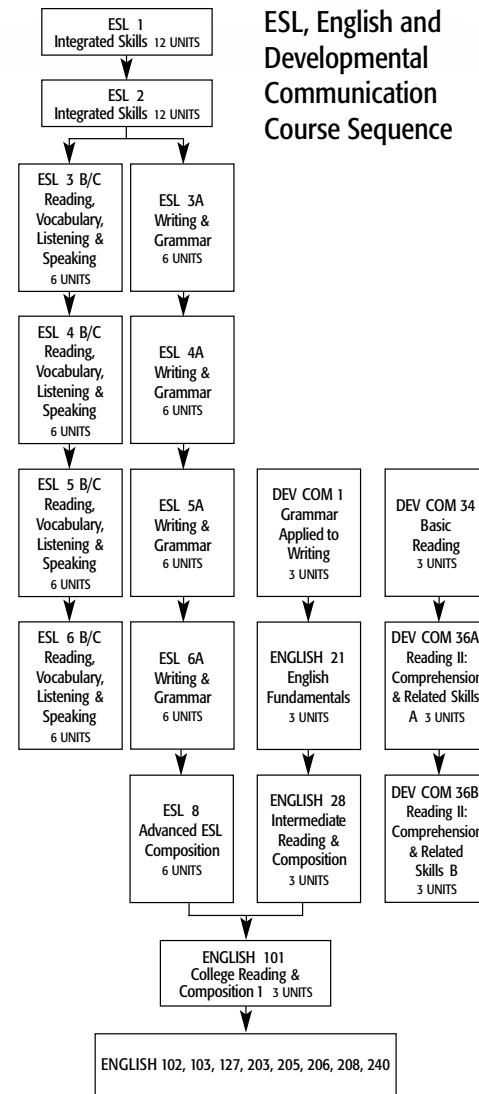 ESL, English and
Developmental
Communication
Course Sequence
ESL 1
Integrated Skills 12 UNITS
ESL 2
Integrated Skills 12 UNITS
ESL 3 B/C
Reading,
Vocabulary,
Listening &
Speaking
6 UNITS
ESL 3A
Writing &
Grammar
6 UNITS
ESL 4 B/C
Reading,
Vocabulary,
Listening &
Speaking
6 UNITS
ESL 4A
Writing &
Grammar
6 UNITS
ESL 5 B/C
Reading,
Vocabulary,
Listening &
Speaking
6 UNITS
ESL 5A
Writing &
Grammar
6 UNITS
DEV COM 1
Grammar
Applied to
Writing
3 UNITS
DEV COM 34
Basic
Reading
3 UNITS
ESL 6 B/C
Reading,
Vocabulary,
Listening &
Speaking
6 UNITS
ESL 6A
Writing &
Grammar
6 UNITS
ENGLISH 21
English
Fundamentals
3 UNITS
DEV COM 36A
Reading II:
Comprehension
& Related Skills
A 3 UNITS
ESL 8
Advanced ESL
Composition
6 UNITS
ENGLISH 28
Intermediate
Reading &
Composition
3 UNITS
DEV COM 36B
Reading II:
Comprehension
& Related
Skills B
3 UNITS
ENGLISH 101
College Reading &
Composition 1 3 UNITS
ENGLISH 102, 103, 127, 203, 205, 206, 208, 240